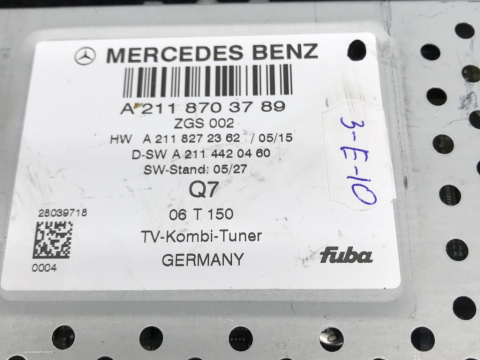 MERCEDES BENZ
A 211 870 37 89
ZGS 002
HW A 211 827 23 62 / 05/15
D-SW A 211 442 04 60
SW-Stand: 05/27
Q7
28039718
06 T 150
TV-Kombi-Tuner
0004
GERMANY
fuba
3-E-10